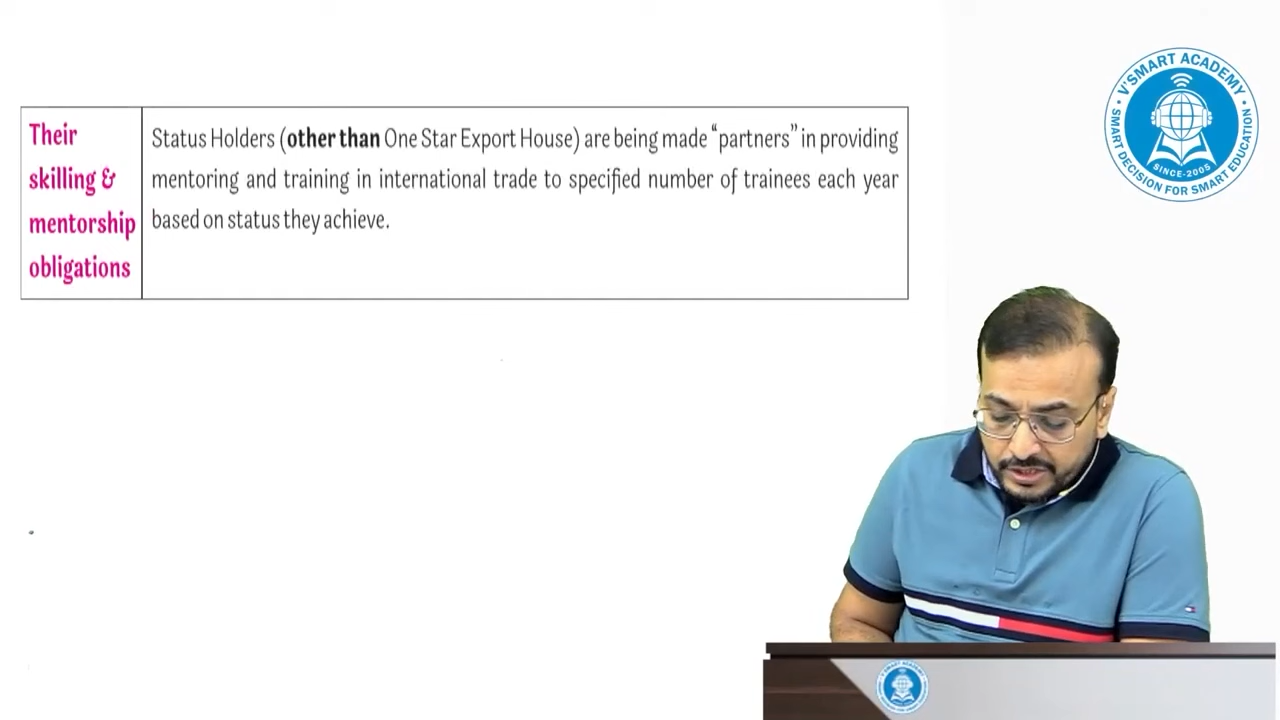 Their
skilling &
mentorship
obligations
Status Holders (other than One Star Export House) are being made “partners” in providing
mentoring and training in international trade to specified number of trainees each year
based on status they achieve.
V'SMART ACADEMY
SINCE-2005
SMART DECISION FOR SMART EDUCATION